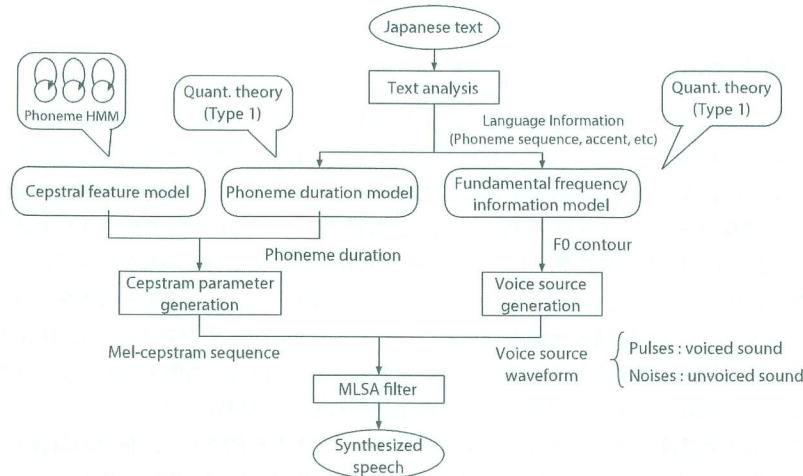 Japanese text
Text analysis
Phoneme HMM
Quant. theory
(Type 1)
Quant. theory
(Type 1)
Language Information
(Phoneme sequence, accent, etc)
Cepstral feature model
Phoneme duration model
Fundamental frequency
information model
Phoneme duration
F0 contour
Cepstram parameter
generation
Voice source
generation
Mel-cepstram sequence
Voice source
waveform
Pulses : voiced sound
Noises : unvoiced sound
MLSA filter
Synthesized
speech